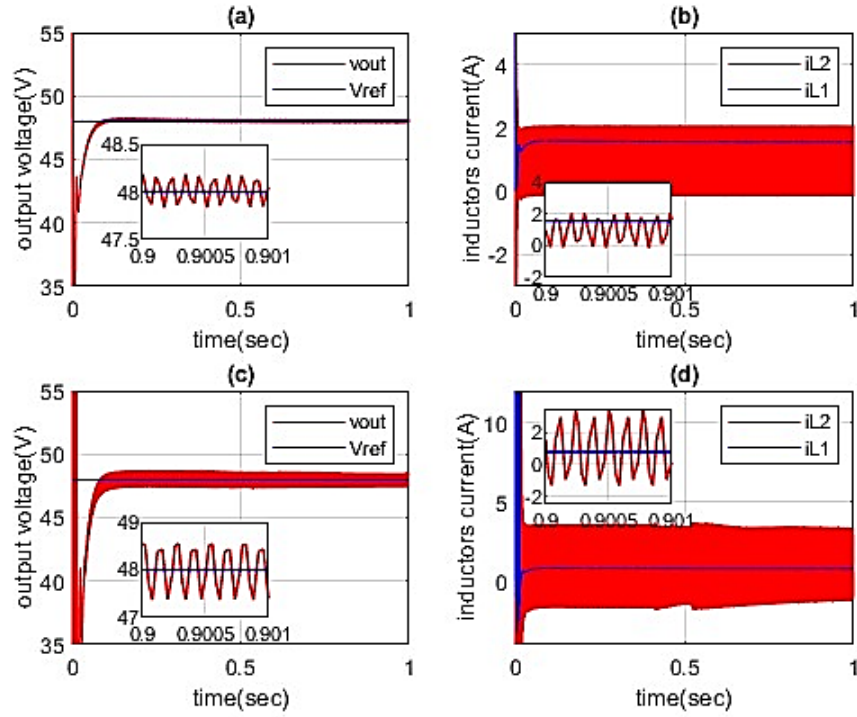 (a)
output voltage(V)
55
50
45
40
35
vout
Vref
48.5
48
47.5
0.9
0.9005
0.901
0
0.5
1
time(sec)
(b)
inductors current(A)
4
2
0
-2
iL2
iL1
4
2
0
-2
0.9
0.9005
0.901
0
0.5
1
time(sec)
(c)
output voltage(V)
55
50
45
40
35
vout
Vref
49
48
47
0.9
0.9005
0.901
0
0.5
1
time(sec)
(d)
inductors current(A)
10
5
0
iL2
iL1
2
0
-2
0.9
0.9005
0.901
0
0.5
1
time(sec)